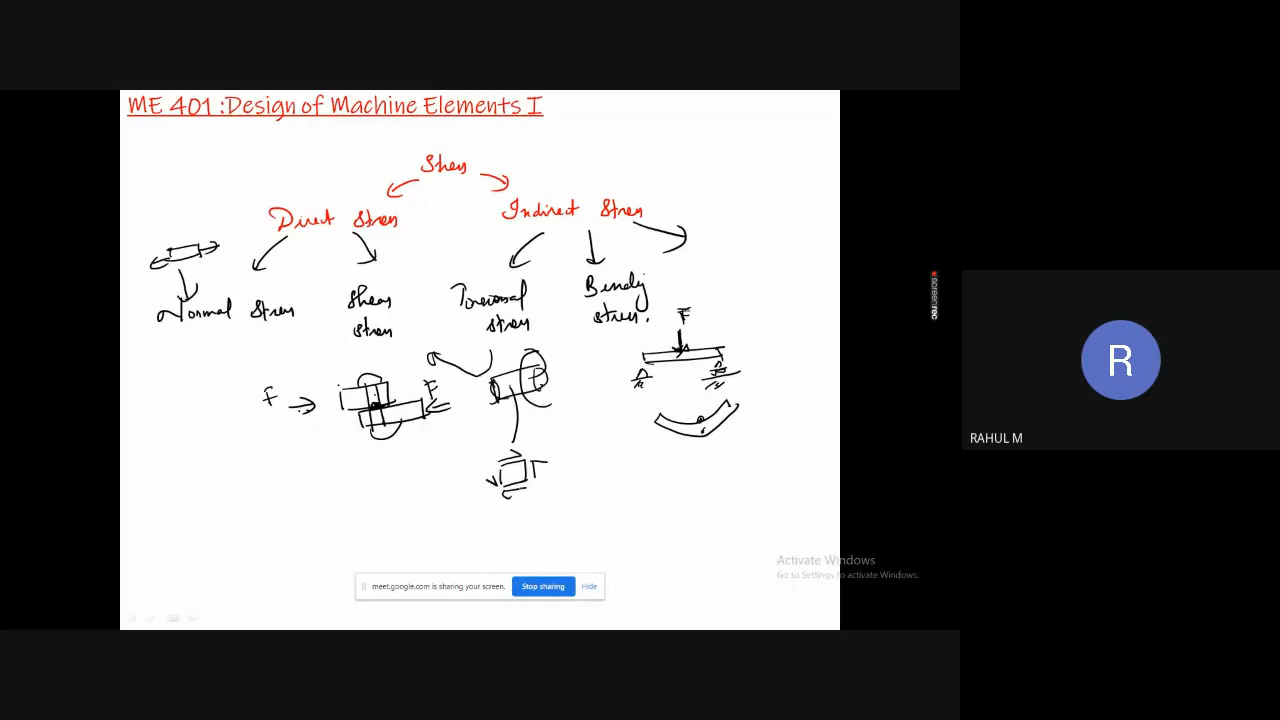 ME 401 :Design of Machine Elements I
Stress
Direct Stress
Indirect Stress
Normal Stress
Shear
stress
Torsional
stress
Bending
stress.
F
F
F
T
screenrec
R
RAHUL M
meet.google.com is sharing your screen.
Stop sharing
Hide
Activate Windows
Go to Settings to activate Windows.